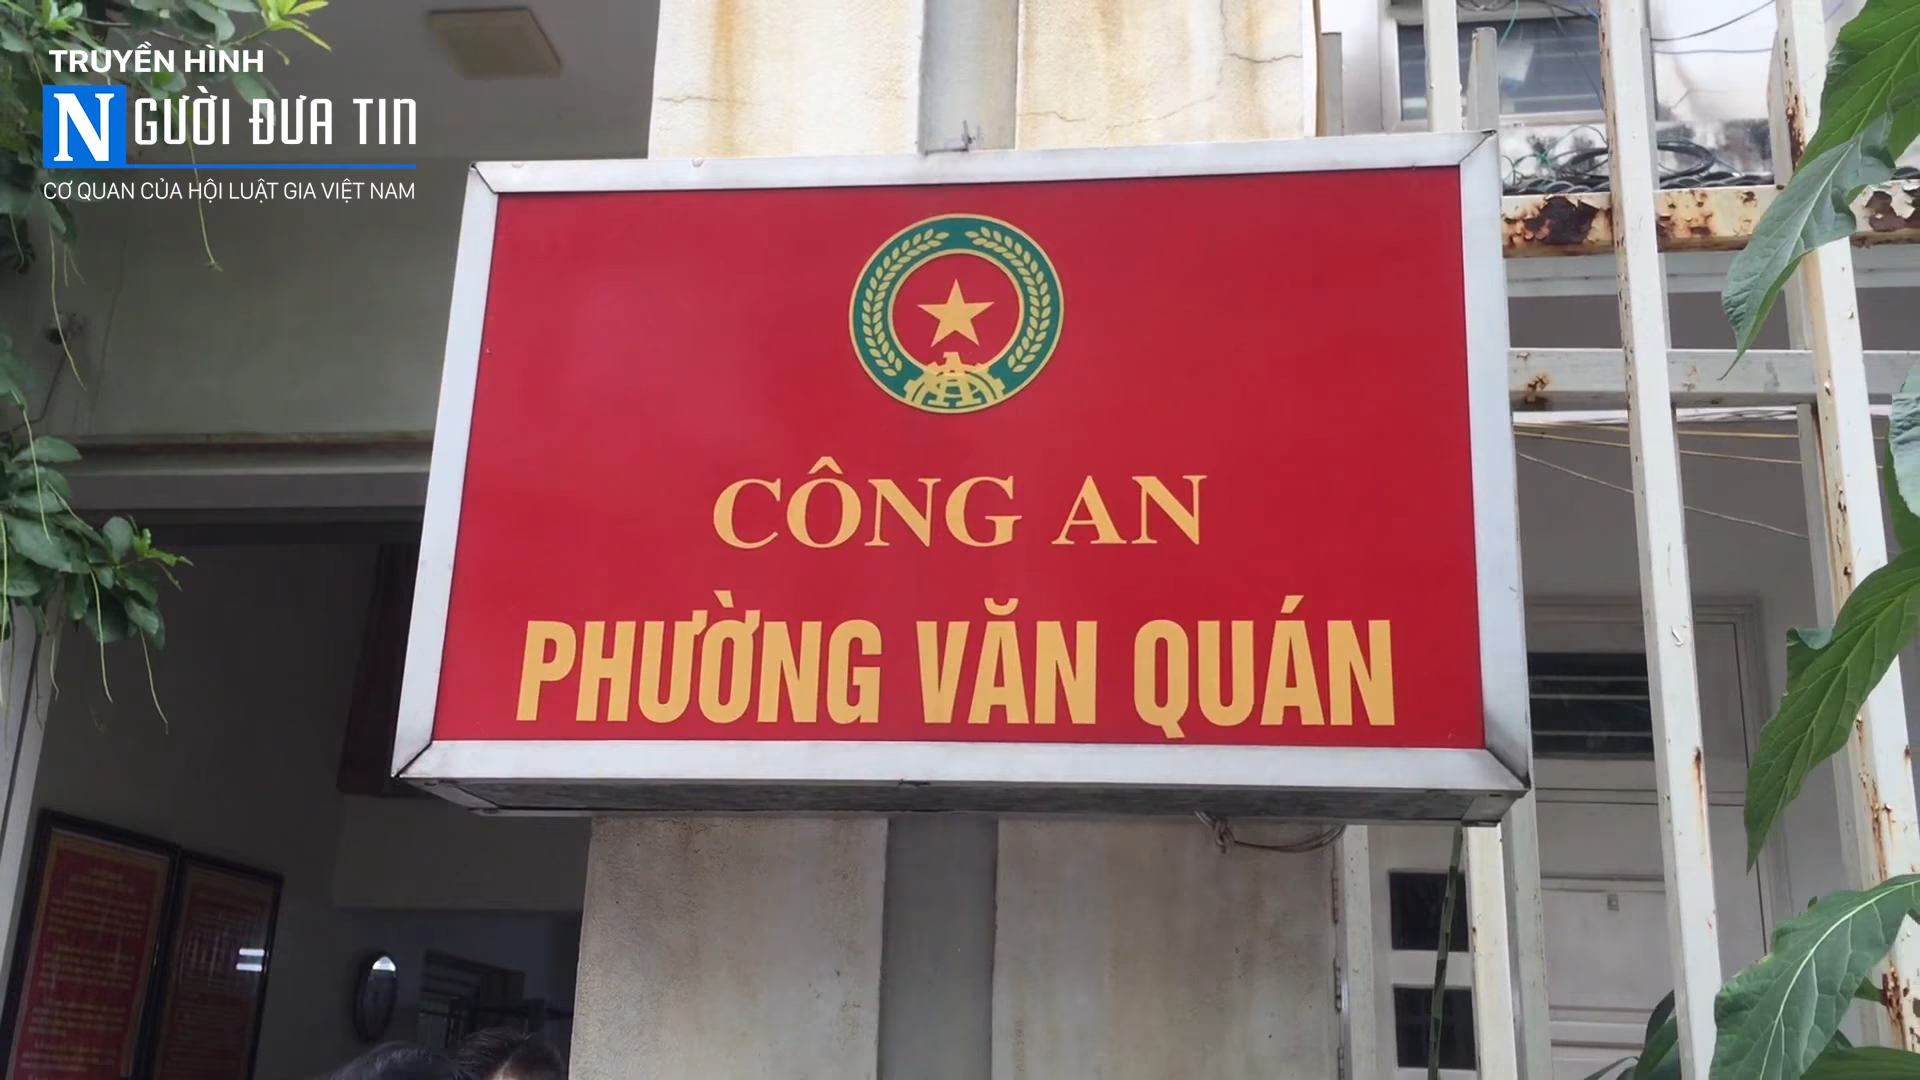 TRUYỀN HÌNH
NGƯỜI ĐƯA TIN
CƠ QUAN CỦA HỘI LUẬT GIA VIỆT NAM
CÔNG AN
PHƯỜNG VĂN QUÁN